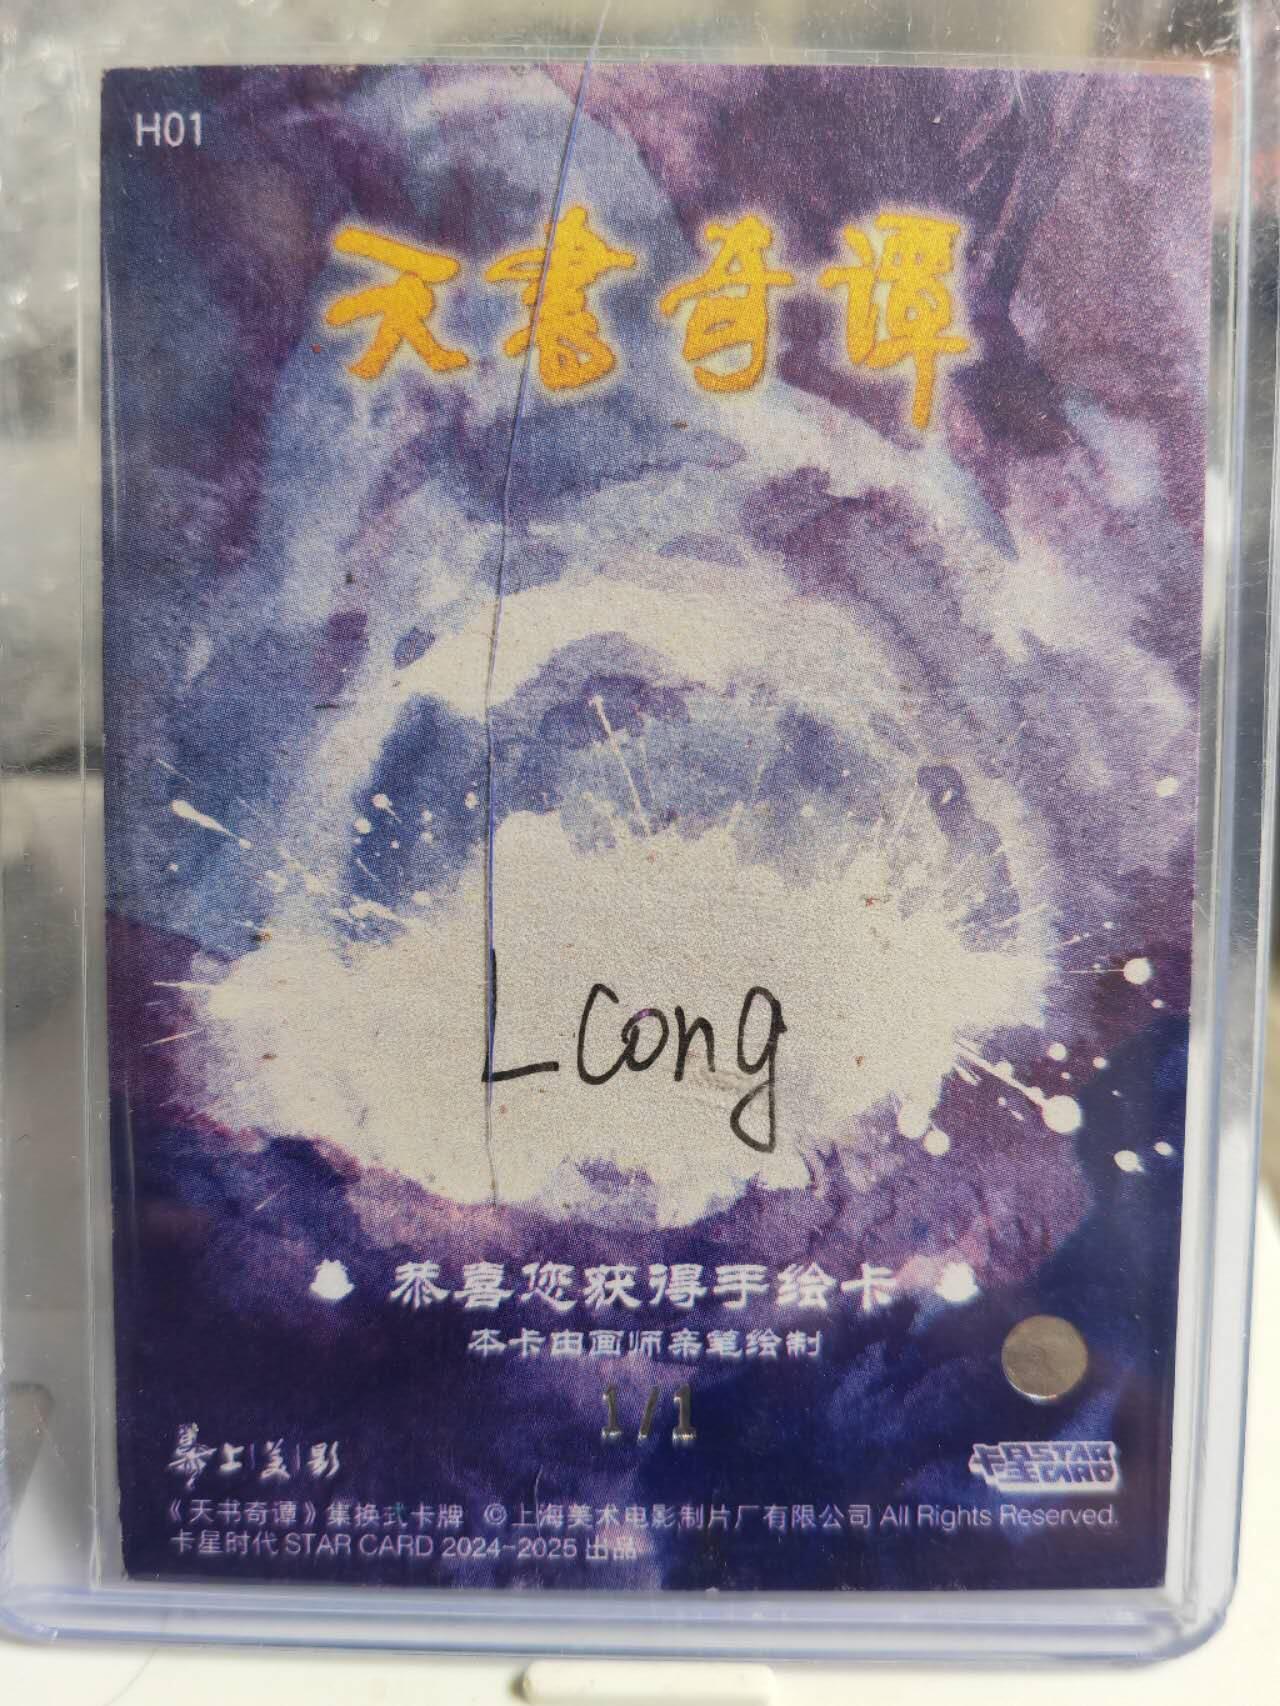 H01
天書奇谭
L cong
恭喜您获得手绘卡
本卡由画师亲笔绘制
1/1
上美影
卡星 STAR CARD
《天书奇谭》集换式卡牌 ©上海美术电影制片厂有限公司 All Rights Reserved.
卡星时代 STAR CARD 2024-2025 出品